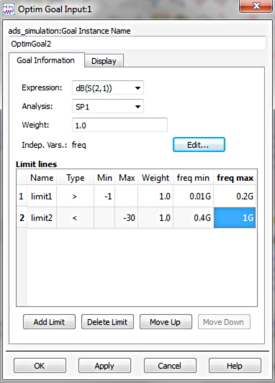 Optim Goal Input:1
ads_simulation:Goal Instance Name
OptimGoal2
Goal Information Display
Expression: dB(S(2,1))
Analysis: SP1
Weight: 1.0
Indep. Vars.: freq Edit...
Limit lines
Name Type Min Max Weight freq min freq max
1 limit1 > -1 1.0 0.01G 0.2G
2 limit2 < -30 1.0 0.4G 1G
Add Limit Delete Limit Move Up Move Down
OK Apply Cancel Help